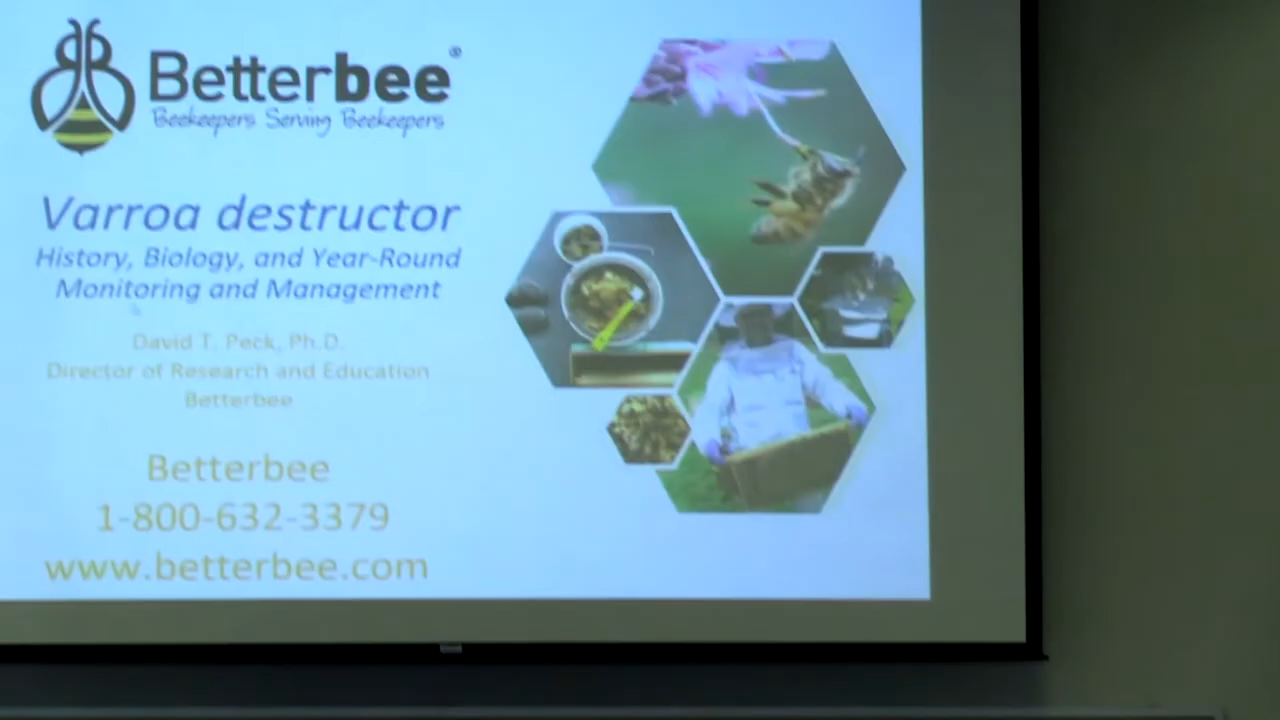 Betterbee®
Beekeepers Serving Beekeepers
Varroa destructor
History, Biology, and Year-Round
Monitoring and Management
David T. Peck, Ph.D.
Director of Research and Education
Betterbee
Betterbee
1-800-632-3379
www.betterbee.com